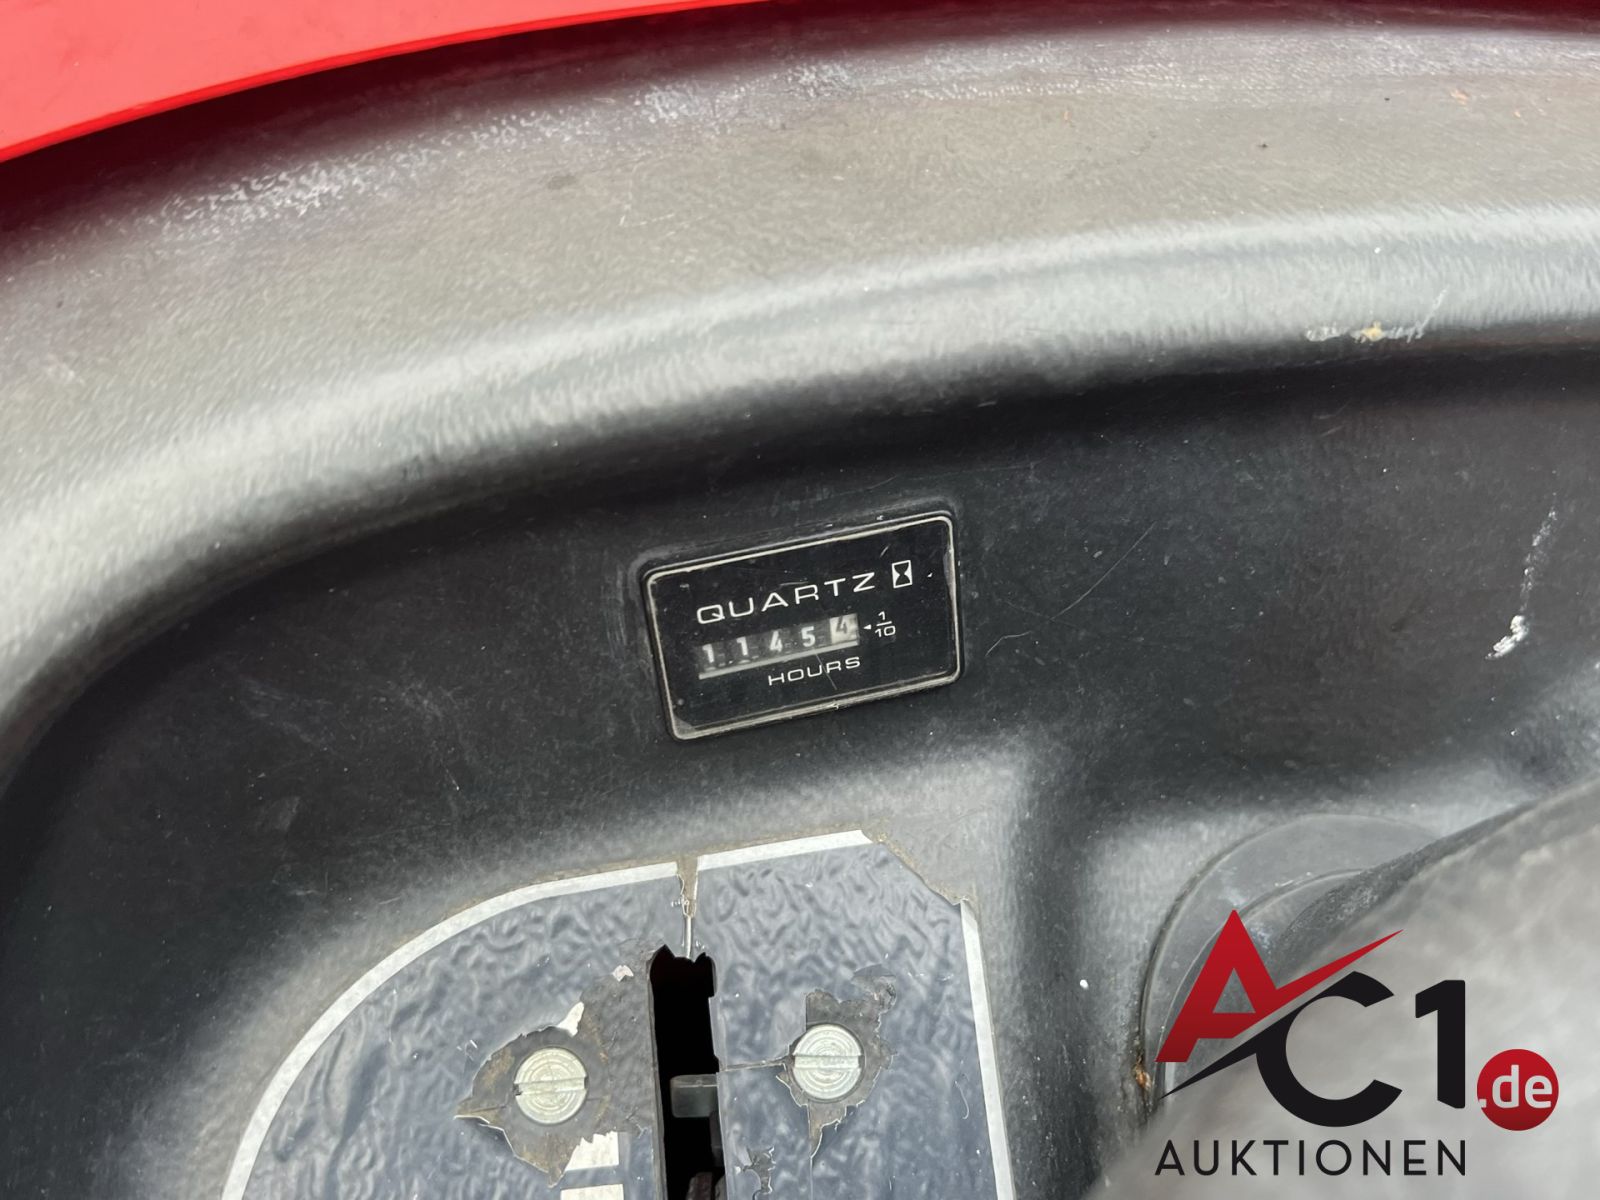 QUARTZ
11454
1/10
HOURS
AC1.de
AUKTIONEN